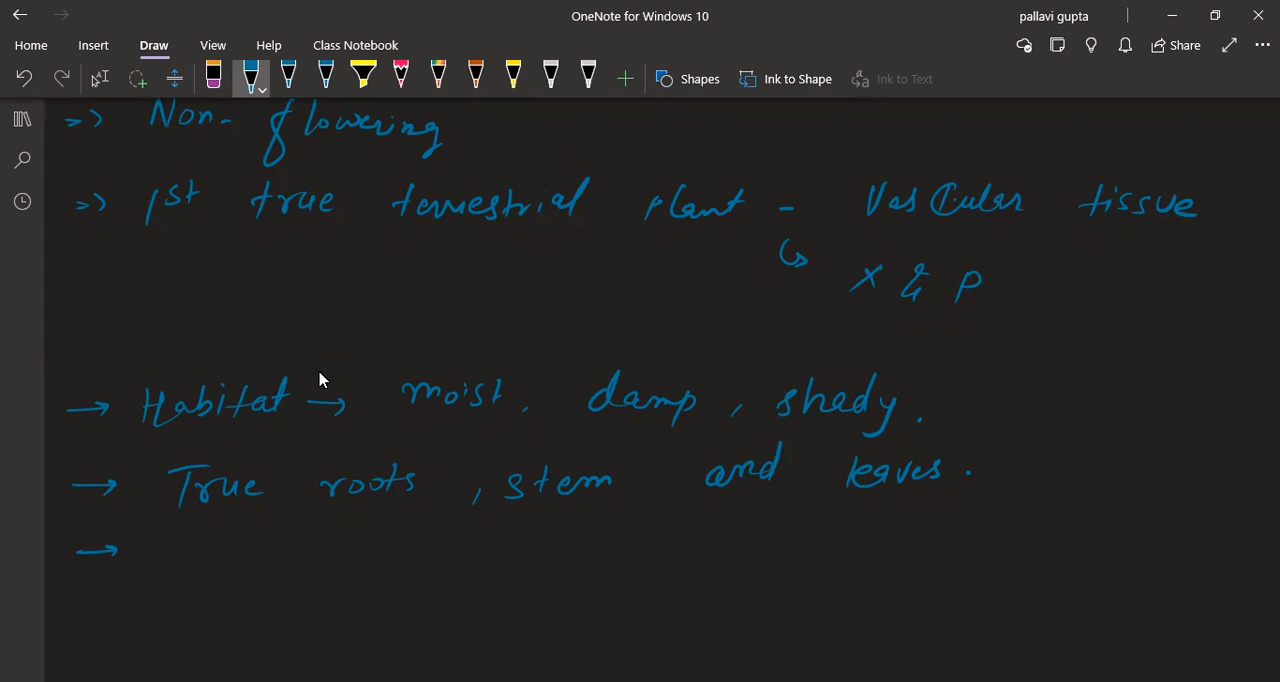 OneNote for Windows 10
pallavi gupta
Home Insert Draw View Help Class Notebook
Share
Shapes Ink to Shape Ink to Text
=> Non-flowering
=> 1st true terrestrial plant - Vascular tissue
↳ X & P
→ Habitat → moist, damp, shady.
→ True roots, stem and leaves.
→